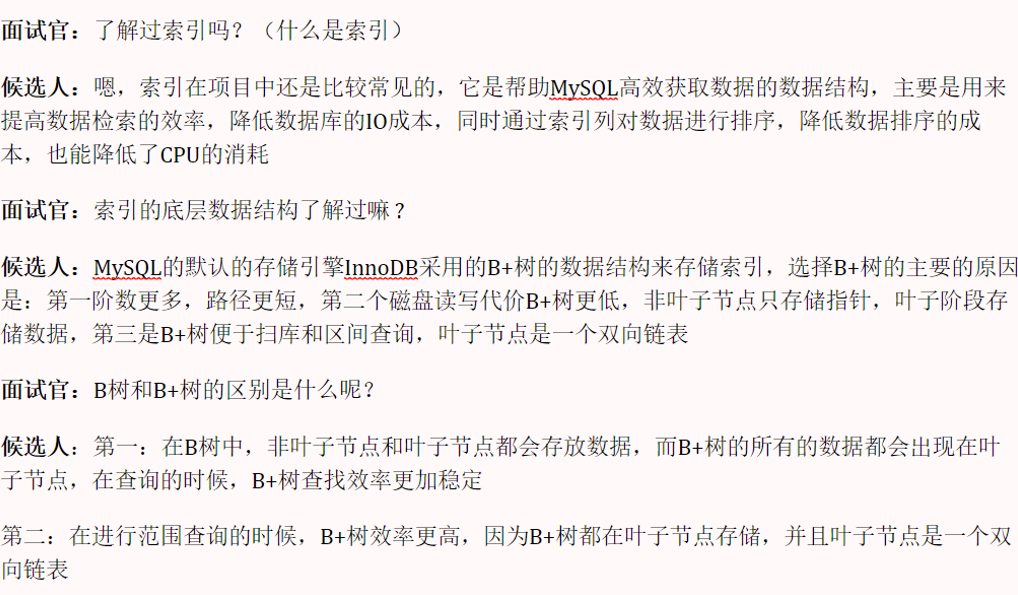 面试官：了解过索引吗？（什么是索引）
候选人：嗯，索引在项目中还是比较常见的，它是帮助MySQL高效获取数据的数据结构，主要是用来
提高数据检索的效率，降低数据库的IO成本，同时通过索引列对数据进行排序，降低数据排序的成
本，也能降低了CPU的消耗
面试官：索引的底层数据结构了解过嘛 ?
候选人：MySQL的默认的存储引擎InnoDB采用的B+树的数据结构来存储索引，选择B+树的主要的原因
是：第一阶数更多，路径更短，第二个磁盘读写代价B+树更低，非叶子节点只存储指针，叶子阶段存
储数据，第三是B+树便于扫库和区间查询，叶子节点是一个双向链表
面试官：B树和B+树的区别是什么呢？
候选人：第一：在B树中，非叶子节点和叶子节点都会存放数据，而B+树的所有的数据都会出现在叶
子节点，在查询的时候，B+树查找效率更加稳定
第二：在进行范围查询的时候，B+树效率更高，因为B+树都在叶子节点存储，并且叶子节点是一个双
向链表